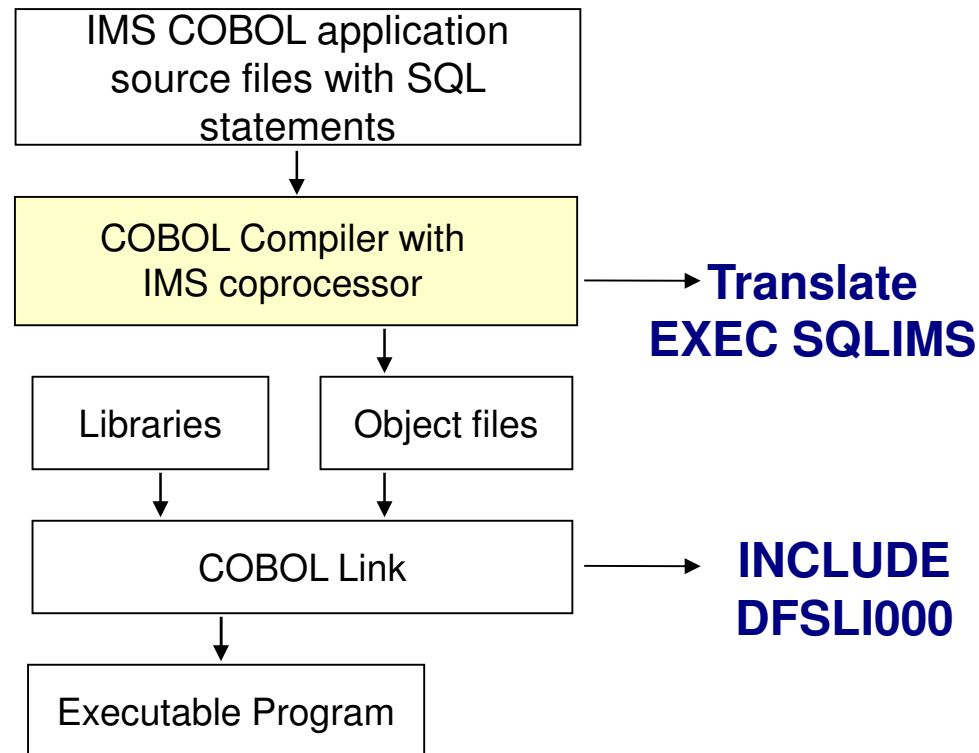 IMS COBOL application
source files with SQL
statements
COBOL Compiler with
IMS coprocessor
Translate
EXEC SQLIMS
Libraries
Object files
COBOL Link
INCLUDE
DFSLI000
Executable Program